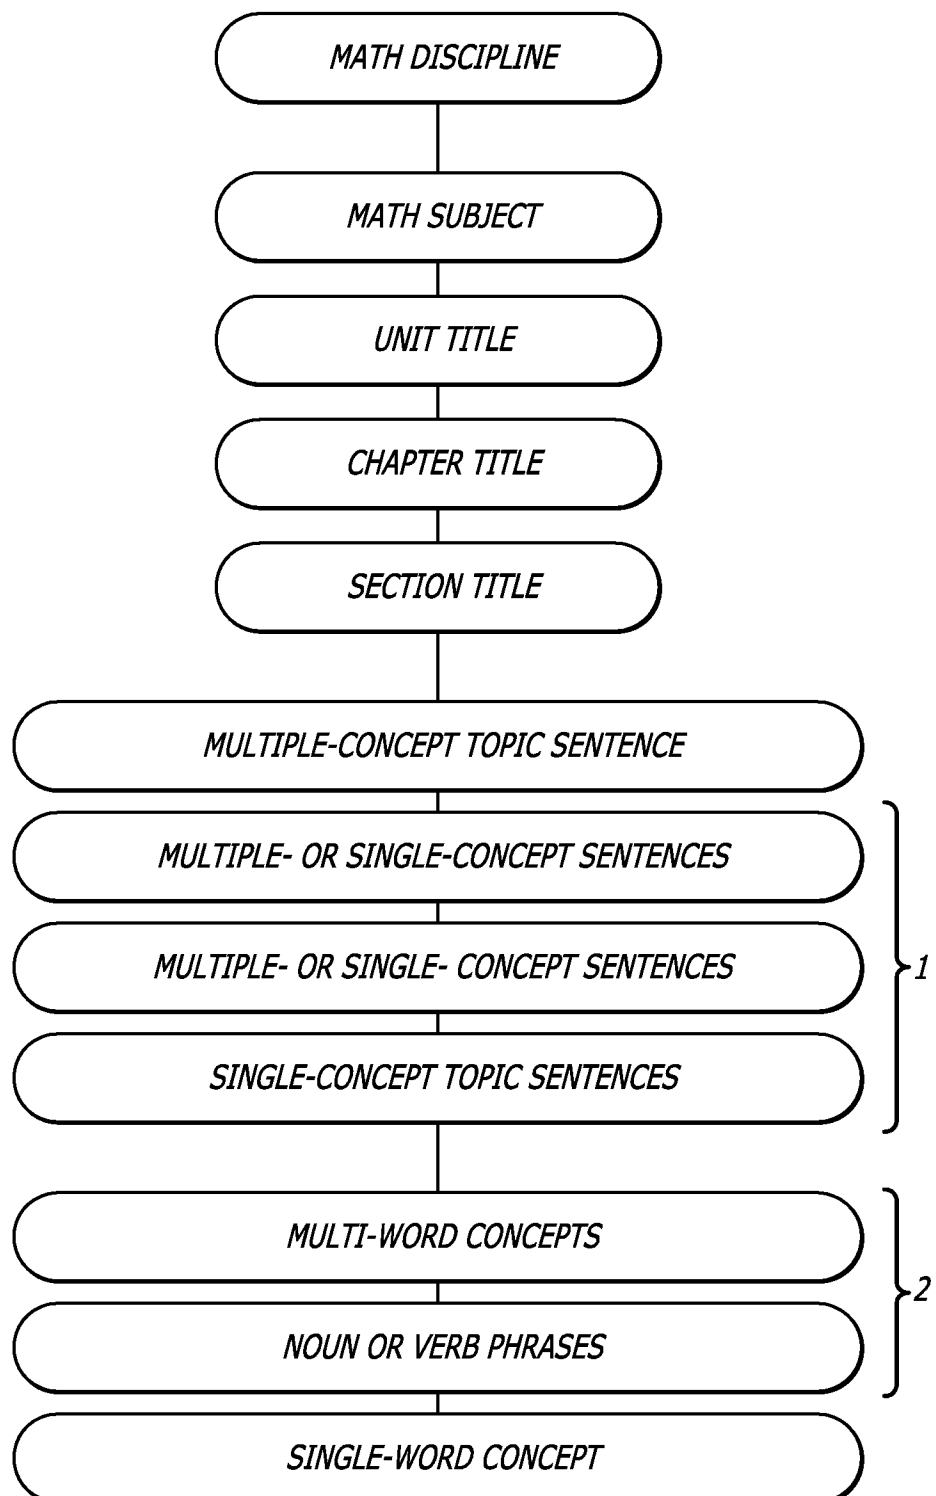 MATH DISCIPLINE
MATH SUBJECT
UNIT TITLE
CHAPTER TITLE
SECTION TITLE
MULTIPLE-CONCEPT TOPIC SENTENCE
MULTIPLE- OR SINGLE-CONCEPT SENTENCES
MULTIPLE- OR SINGLE- CONCEPT SENTENCES
1
SINGLE-CONCEPT TOPIC SENTENCES
MULTI-WORD CONCEPTS
2
NOUN OR VERB PHRASES
SINGLE-WORD CONCEPT